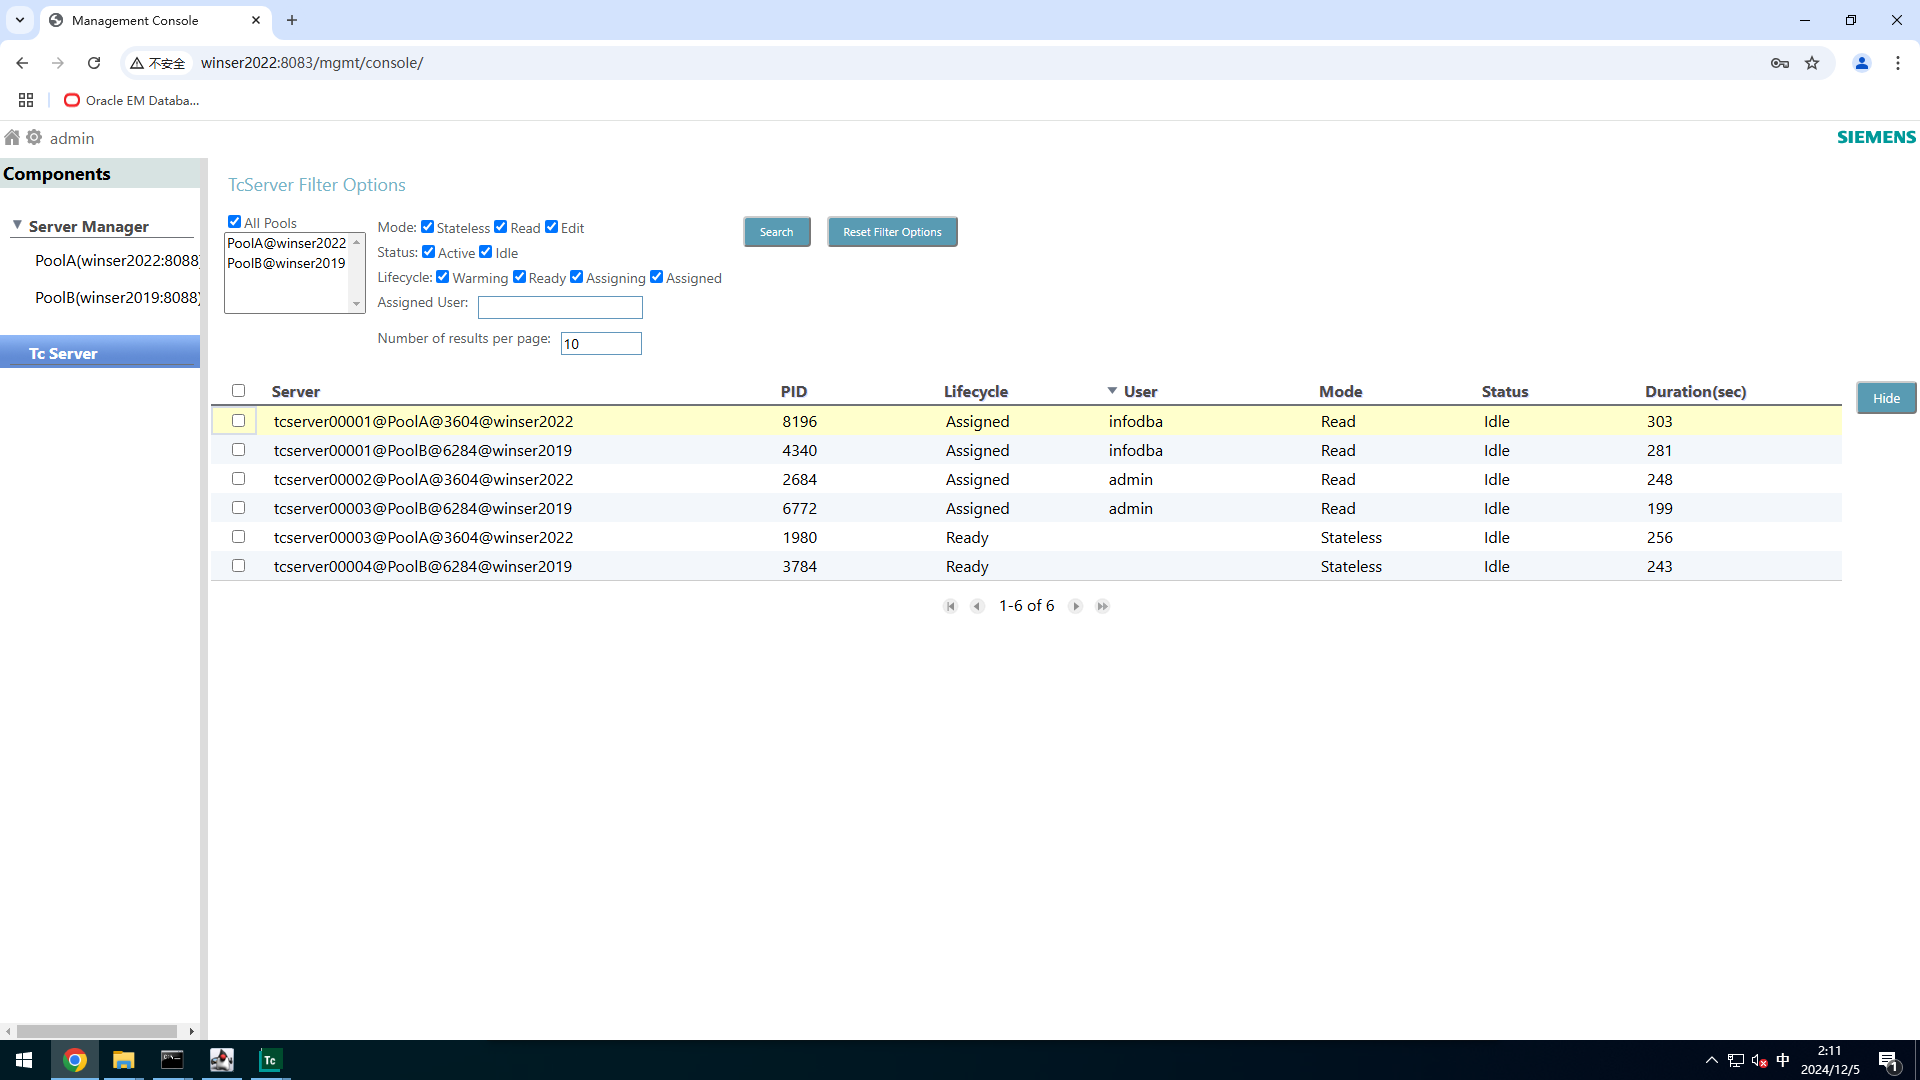 Management Console
不安全
winser2022:8083/mgmt/console/
Oracle EM Databa...
admin
SIEMENS
Components
Server Manager
PoolA(winser2022:8088)
PoolB(winser2019:8088)
Tc Server
TcServer Filter Options
All Pools
PoolA@winser2022
PoolB@winser2019
Mode: Stateless Read Edit
Status: Active Idle
Lifecycle: Warming Ready Assigning Assigned
Assigned User:
Number of results per page: 10
Search
Reset Filter Options
Server PID Lifecycle User Mode Status Duration(sec)
Hide
tcserver00001@PoolA@3604@winser2022 8196 Assigned infodba Read Idle 303
tcserver00001@PoolB@6284@winser2019 4340 Assigned infodba Read Idle 281
tcserver00002@PoolA@3604@winser2022 2684 Assigned admin Read Idle 248
tcserver00003@PoolB@6284@winser2019 6772 Assigned admin Read Idle 199
tcserver00003@PoolA@3604@winser2022 1980 Ready Stateless Idle 256
tcserver00004@PoolB@6284@winser2019 3784 Ready Stateless Idle 243
1-6 of 6
Tc
中
2:11
2024/12/5
1